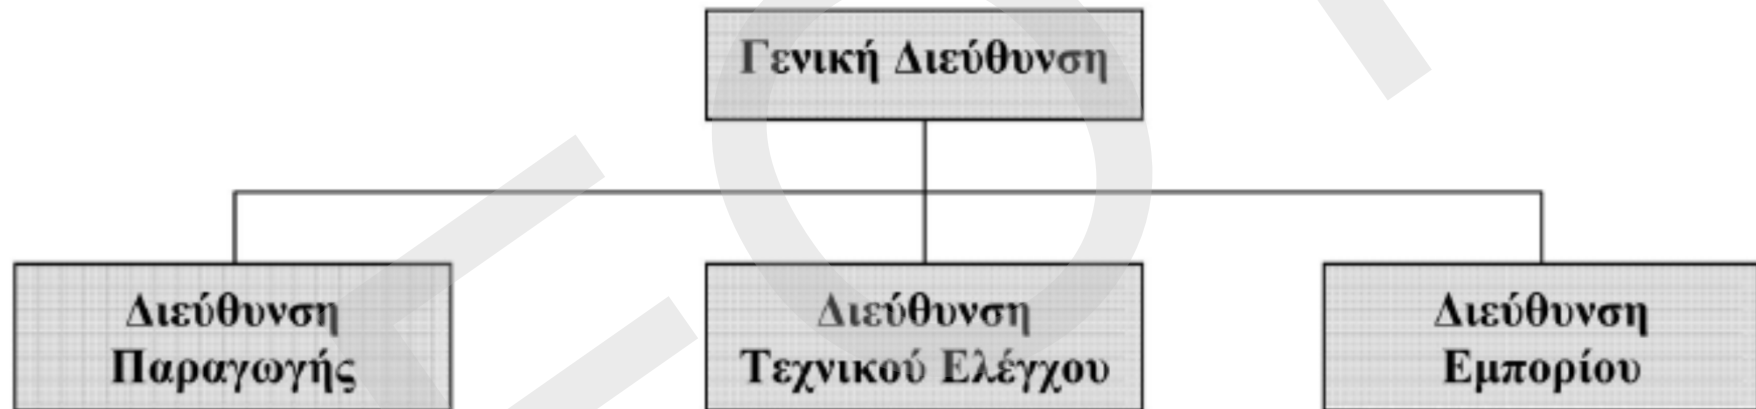 Γενική Διεύθυνση
Διεύθυνση
Παραγωγής
Διεύθυνση
Τεχνικού Ελέγχου
Διεύθυνση
Εμπορίου